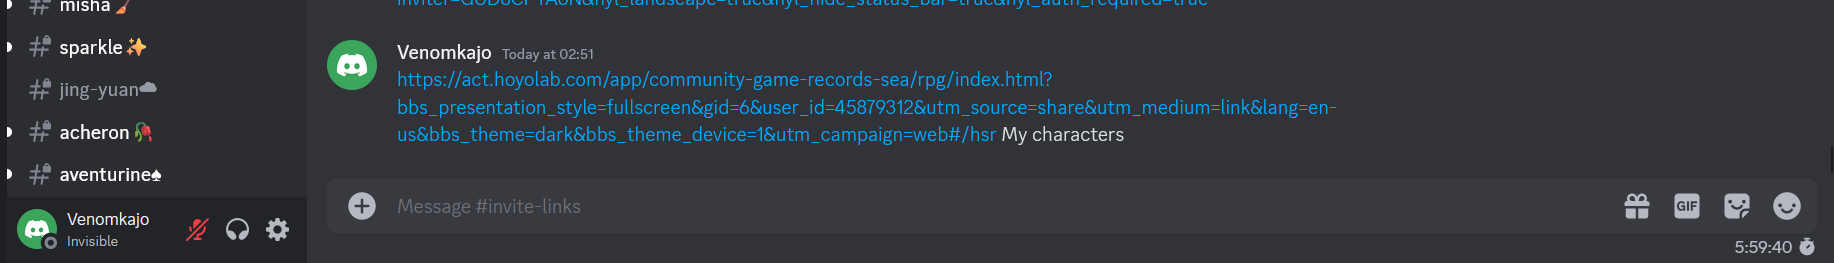 misha
sparkle
jing-yuan
acheron
aventurine
Venomkajo
Invisible
Venomkajo Today at 02:51
https://act.hoyolab.com/app/community-game-records-sea/rpg/index.html?
bbs_presentation_style=fullscreen&gid=6&user_id=45879312&utm_source=share&utm_medium=link&lang=en-
us&bbs_theme=dark&bbs_theme_device=1&utm_campaign=web#/hsr My characters
Message #invite-links
GIF
5:59:40